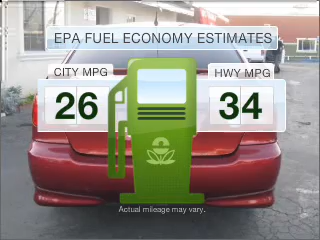 EPA FUEL ECONOMY ESTIMATES
CITY MPG
HWY MPG
26
34
Actual mileage may vary.